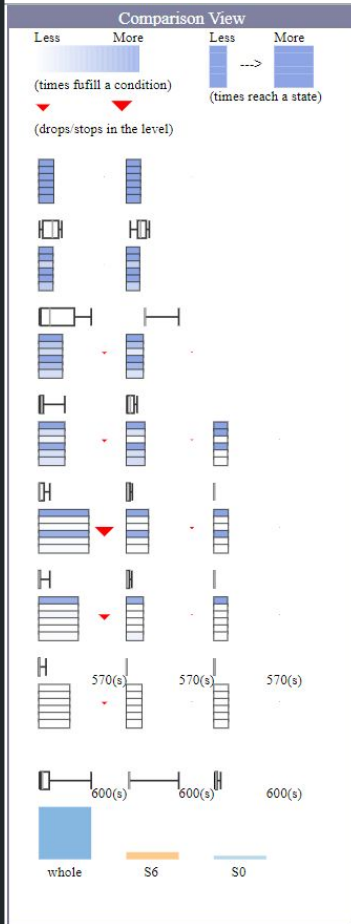 Comparison View
Less More Less More
--->
(times fufill a condition)
(times reach a state)
(drops/stops in the level)
570(s) 570(s) 570(s)
600(s) 600(s) 600(s)
whole S6 S0